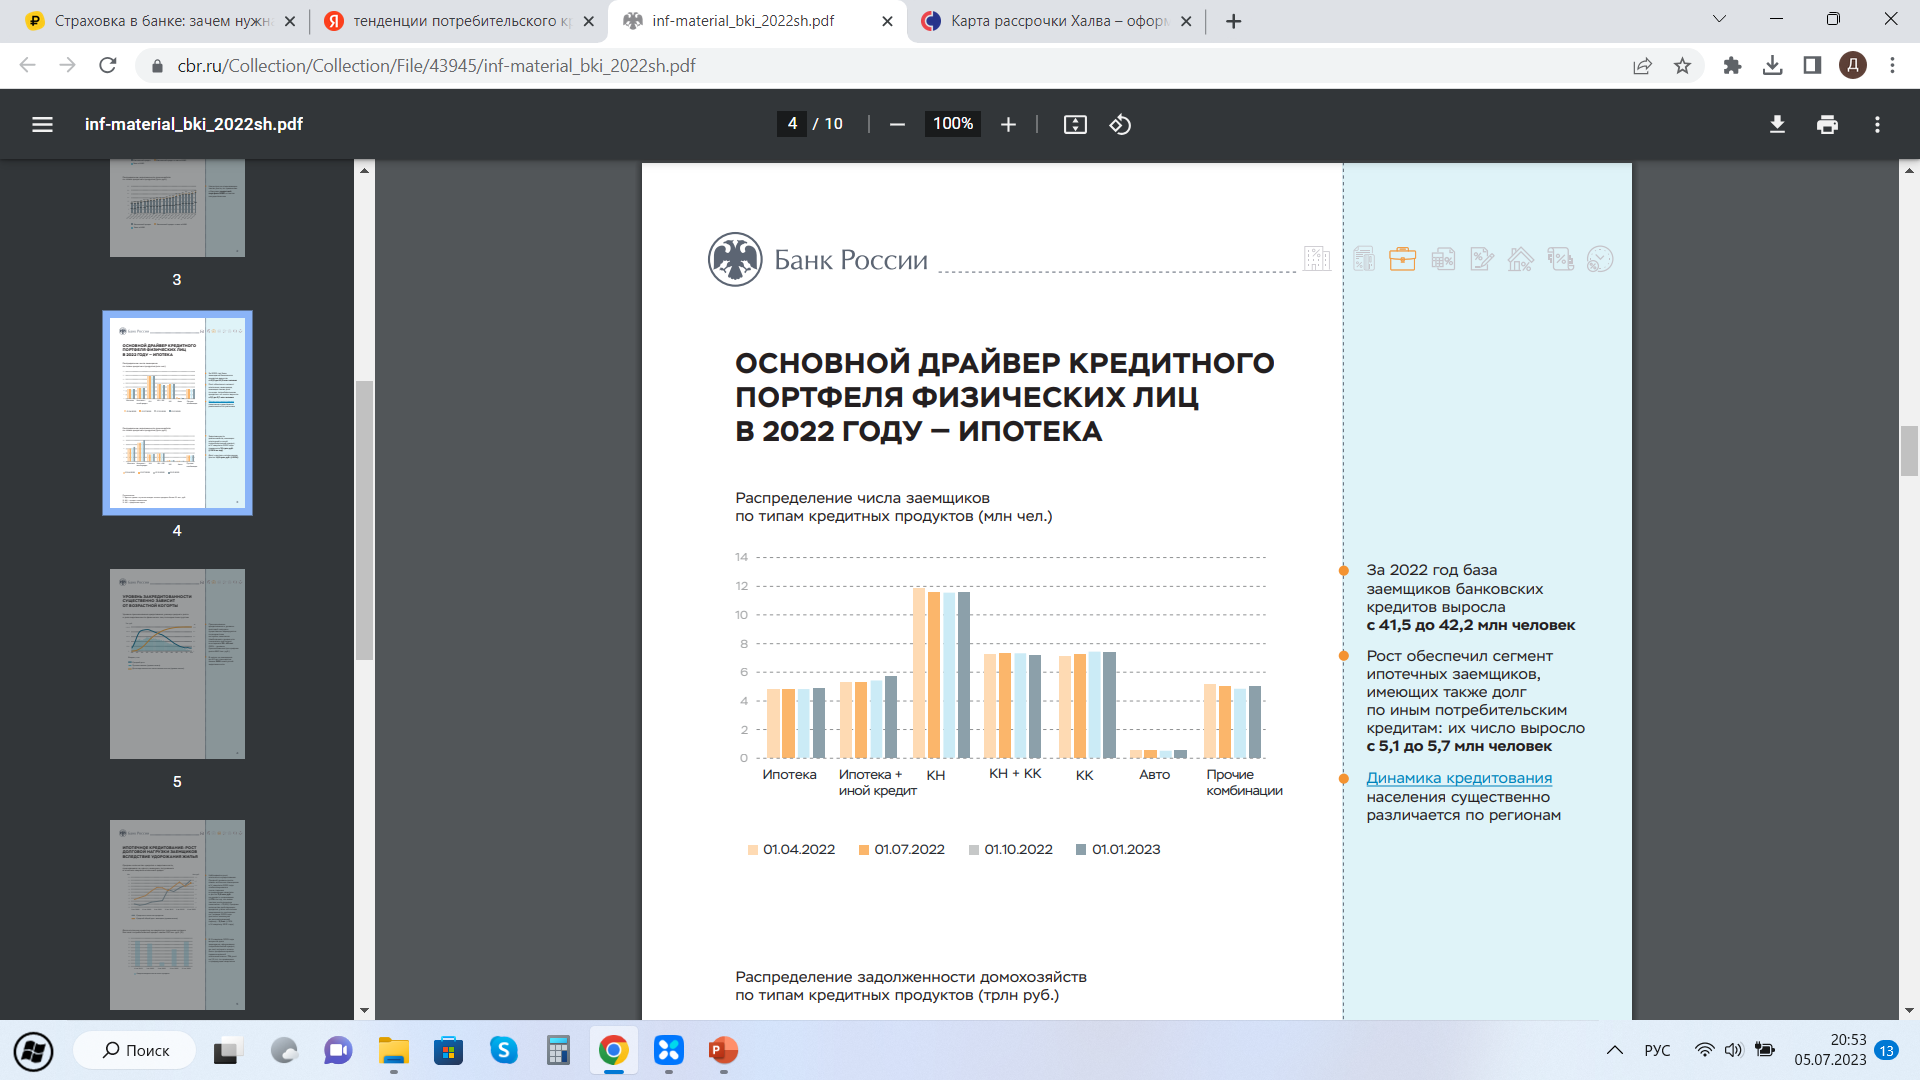 Страховка в банке: зачем нужна
тенденции потребительского к
inf-material_bki_2022sh.pdf
Карта рассрочки Халва – оформ
cbr.ru/Collection/Collection/File/43945/inf-material_bki_2022sh.pdf
Д
inf-material_bki_2022sh.pdf
4 / 10
100%
3
4
5
Банк России
ОСНОВНОЙ ДРАЙВЕР КРЕДИТНОГО
ПОРТФЕЛЯ ФИЗИЧЕСКИХ ЛИЦ
В 2022 ГОДУ — ИПОТЕКА
Распределение числа заемщиков
по типам кредитных продуктов (млн чел.)
14
12
10
8
6
4
2
0
Ипотека
Ипотека +
иной кредит
КН
КН + КК
КК
Авто
Прочие
комбинации
01.04.2022
01.07.2022
01.10.2022
01.01.2023
За 2022 год база
заемщиков банковских
кредитов выросла
с 41,5 до 42,2 млн человек
Рост обеспечил сегмент
ипотечных заемщиков,
имеющих также долг
по иным потребительским
кредитам: их число выросло
с 5,1 до 5,7 млн человек
Динамика кредитования
населения существенно
различается по регионам
Распределение задолженности домохозяйств
по типам кредитных продуктов (трлн руб.)
Поиск
РУС
20:53
05.07.2023
13